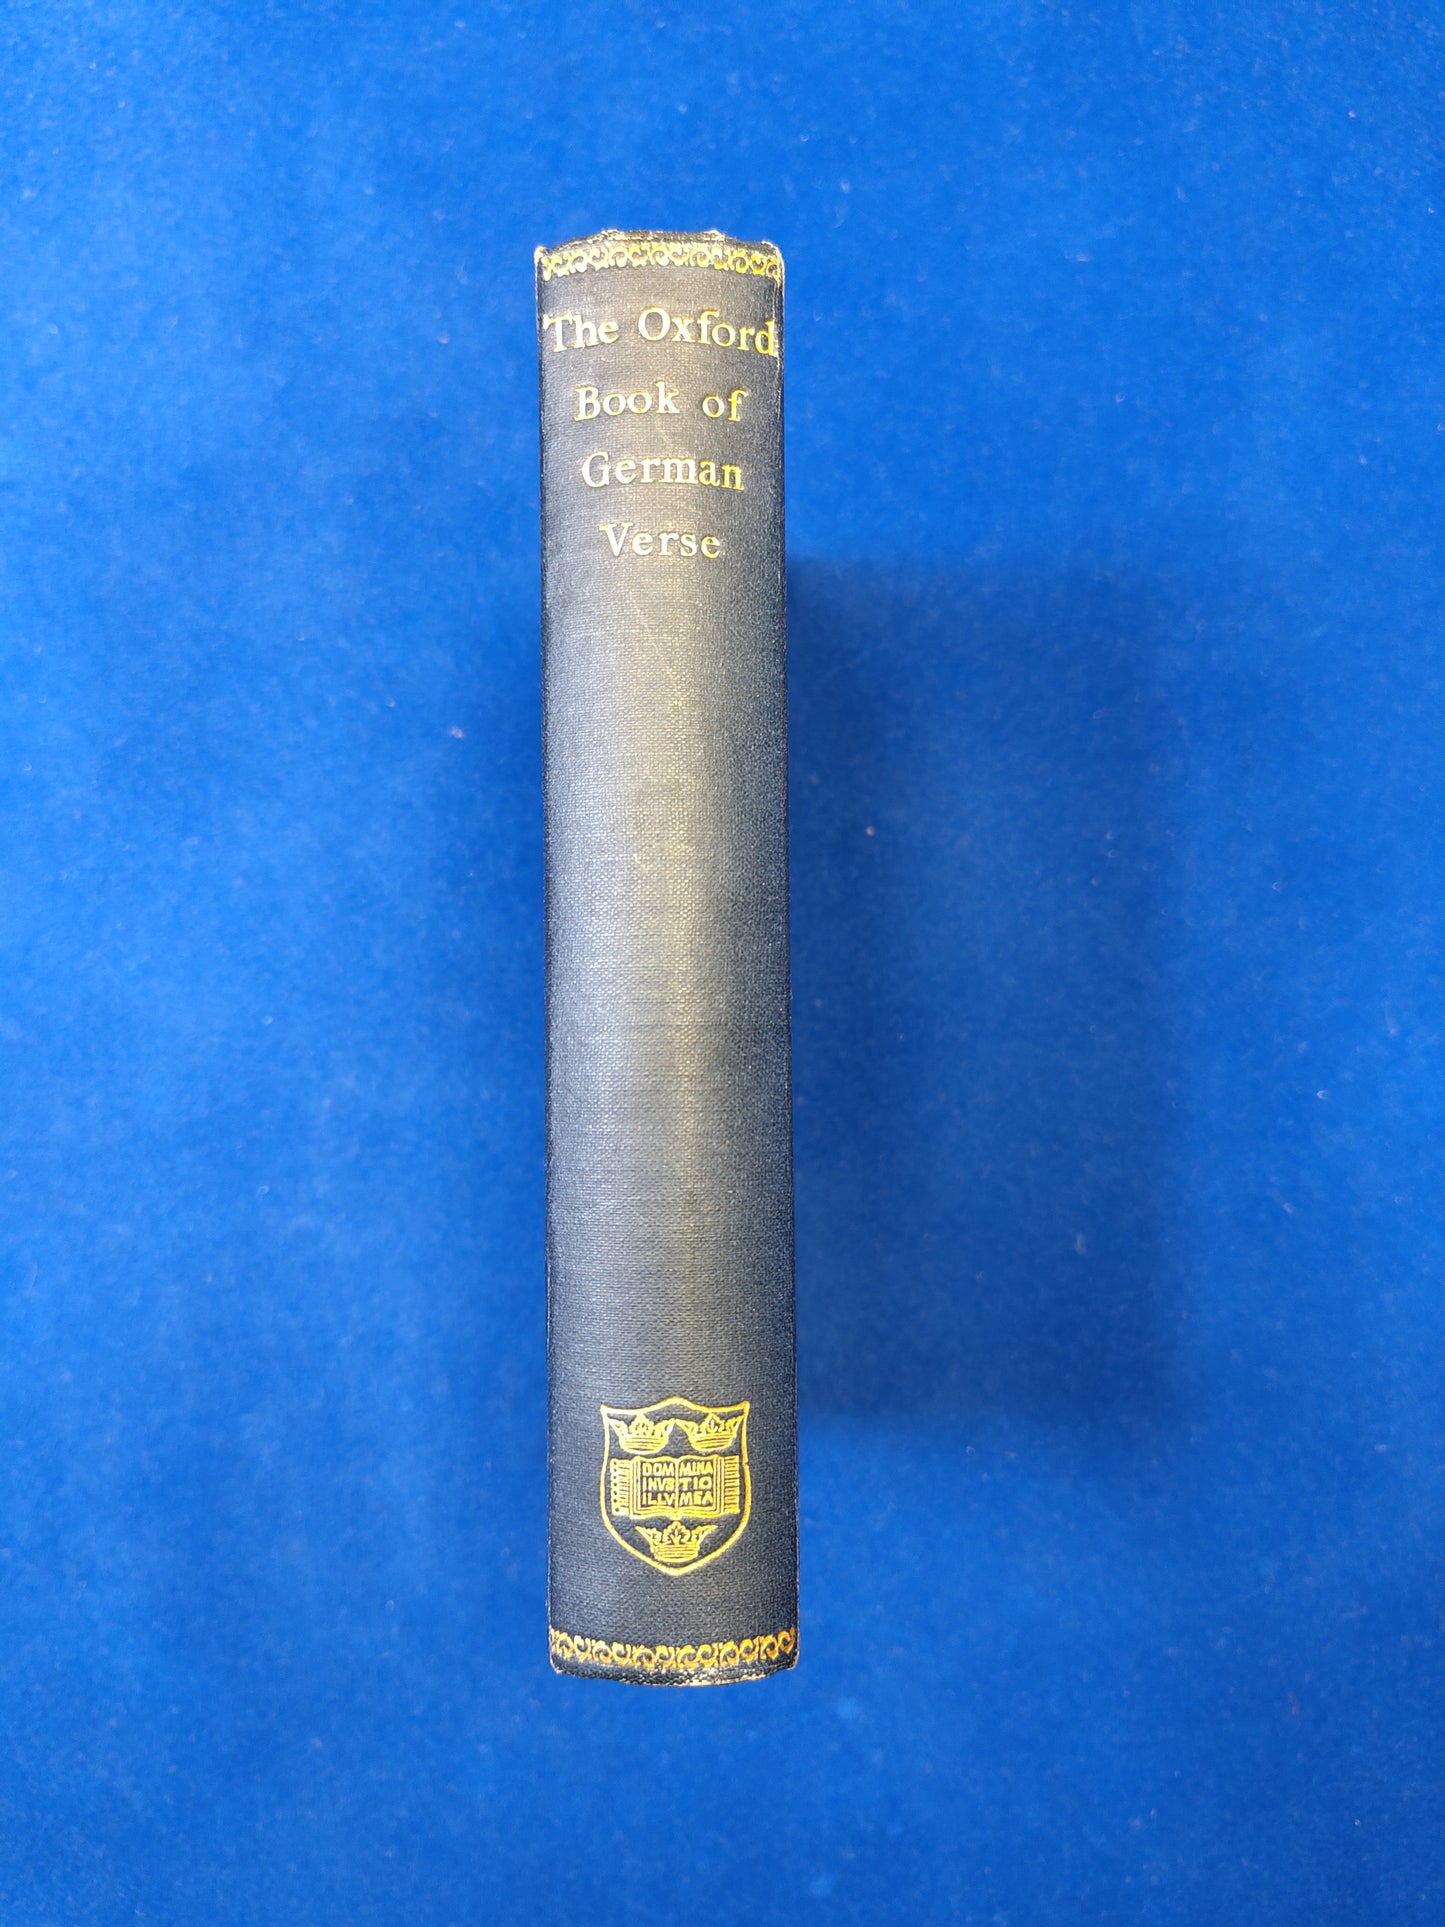 The Oxford
Book of
German
Verse
DOM MINA
INVS TIO
ILLV MEA